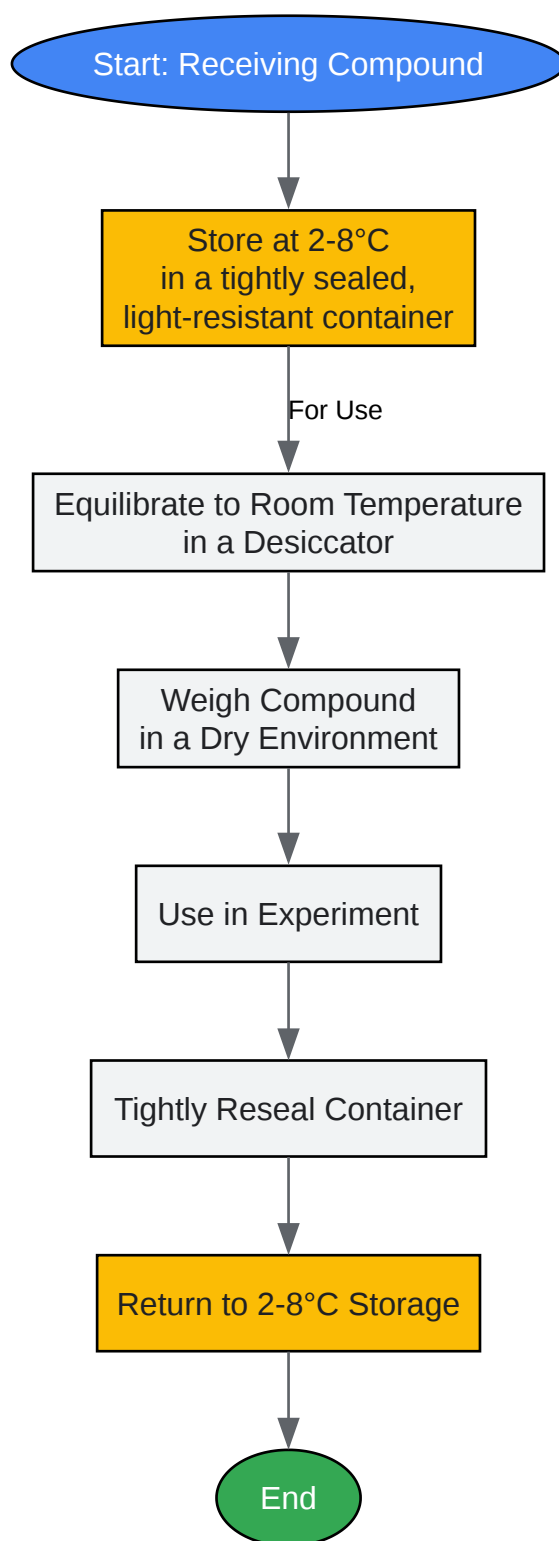 Start: Receiving Compound
Store at 2-8°C
in a tightly sealed,
light-resistant container
For Use
Equilibrate to Room Temperature
in a Desiccator
Weigh Compound
in a Dry Environment
Use in Experiment
Tightly Reseal Container
Return to 2-8°C Storage
End